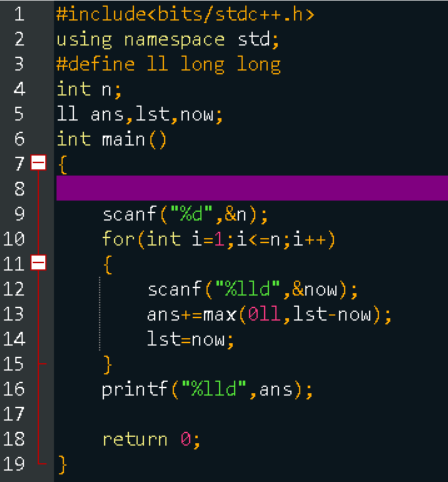 1 #include<bits/stdc++.h>
2 using namespace std;
3 #define ll long long
4 int n;
5 ll ans,lst,now;
6 int main()
7 {
8
9 scanf("%d",&n);
10 for(int i=1;i<=n;i++)
11 {
12 scanf("%lld",&now);
13 ans+=max(0ll,lst-now);
14 lst=now;
15 }
16 printf("%lld",ans);
17
18 return 0;
19 }